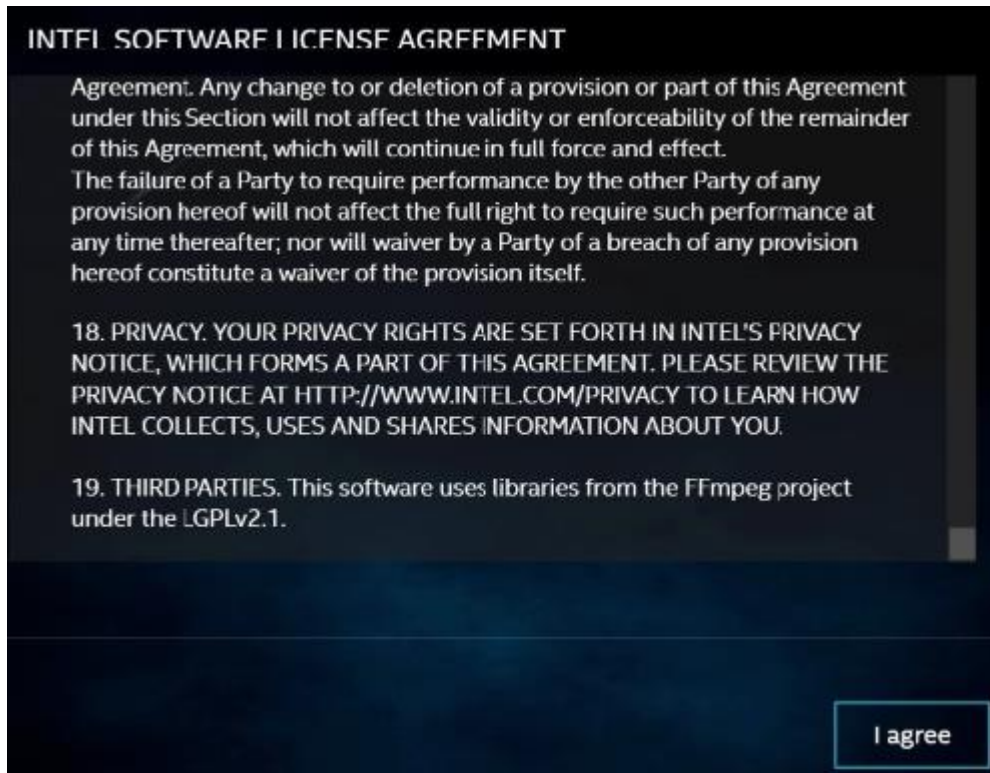 INTEL SOFTWARE LICENSE AGREEMENT
Agreement. Any change to or deletion of a provision or part of this Agreement
under this Section will not affect the validity or enforceability of the remainder
of this Agreement, which will continue in full force and effect.
The failure of a Party to require performance by the other Party of any
provision hereof will not affect the full right to require such performance at
any time thereafter; nor will waiver by a Party of a breach of any provision
hereof constitute a waiver of the provision itself.
18. PRIVACY. YOUR PRIVACY RIGHTS ARE SET FORTH IN INTEL'S PRIVACY
NOTICE, WHICH FORMS A PART OF THIS AGREEMENT. PLEASE REVIEW THE
PRIVACY NOTICE AT HTTP://WWW.INTEL.COM/PRIVACY TO LEARN HOW
INTEL COLLECTS, USES AND SHARES INFORMATION ABOUT YOU.
19. THIRD PARTIES. This software uses libraries from the FFmpeg project
under the LGPLv2.1.
I agree